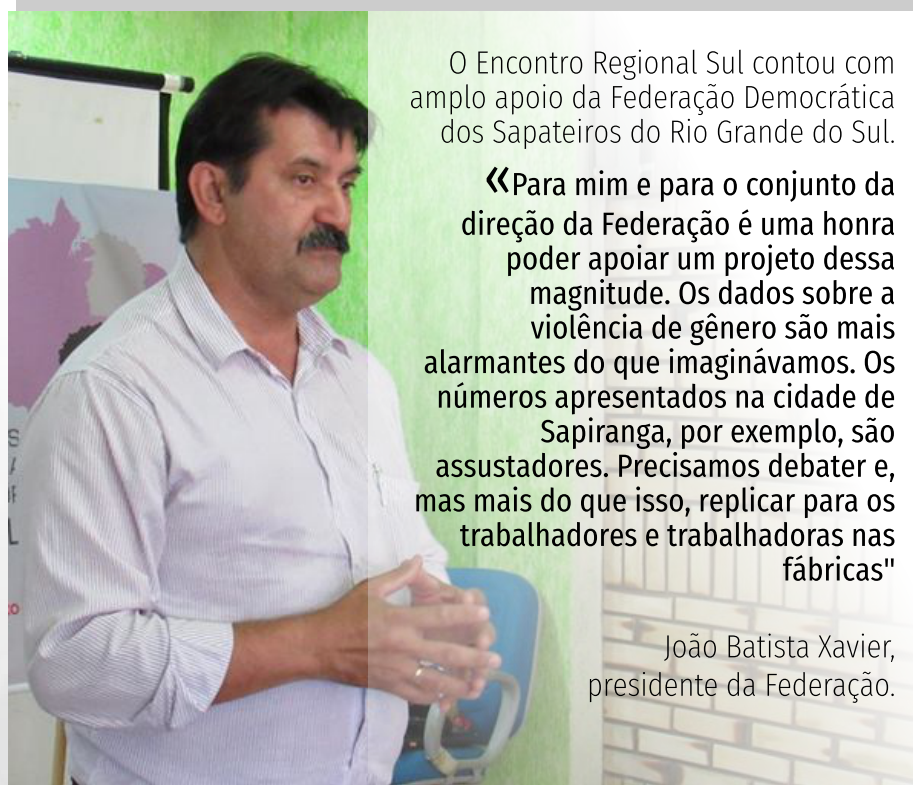 O Encontro Regional Sul contou com
amplo apoio da Federação Democrática
dos Sapateiros do Rio Grande do Sul.
«Para mim e para o conjunto da
direção da Federação é uma honra
poder apoiar um projeto dessa
magnitude. Os dados sobre a
violência de gênero são mais
alarmantes do que imaginávamos. Os
números apresentados na cidade de
Sapiranga, por exemplo, são
assustadores. Precisamos debater e,
mas mais do que isso, replicar para os
trabalhadores e trabalhadoras nas
fábricas"
João Batista Xavier,
presidente da Federação.